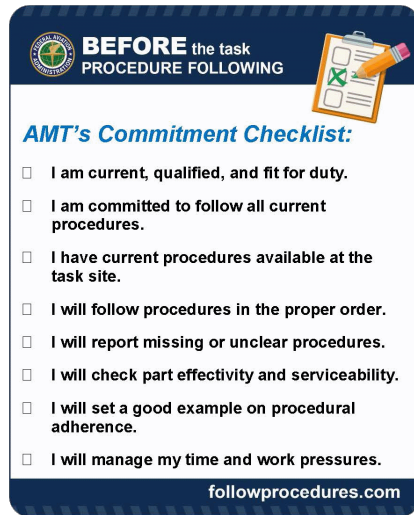 FEDERAL AVIATION
ADMINISTRATION
BEFORE the task
PROCEDURE FOLLOWING
AMT's Commitment Checklist:
☐ I am current, qualified, and fit for duty.
☐ I am committed to follow all current
procedures.
☐ I have current procedures available at the
task site.
☐ I will follow procedures in the proper order.
☐ I will report missing or unclear procedures.
☐ I will check part effectivity and serviceability.
☐ I will set a good example on procedural
adherence.
☐ I will manage my time and work pressures.
followprocedures.com